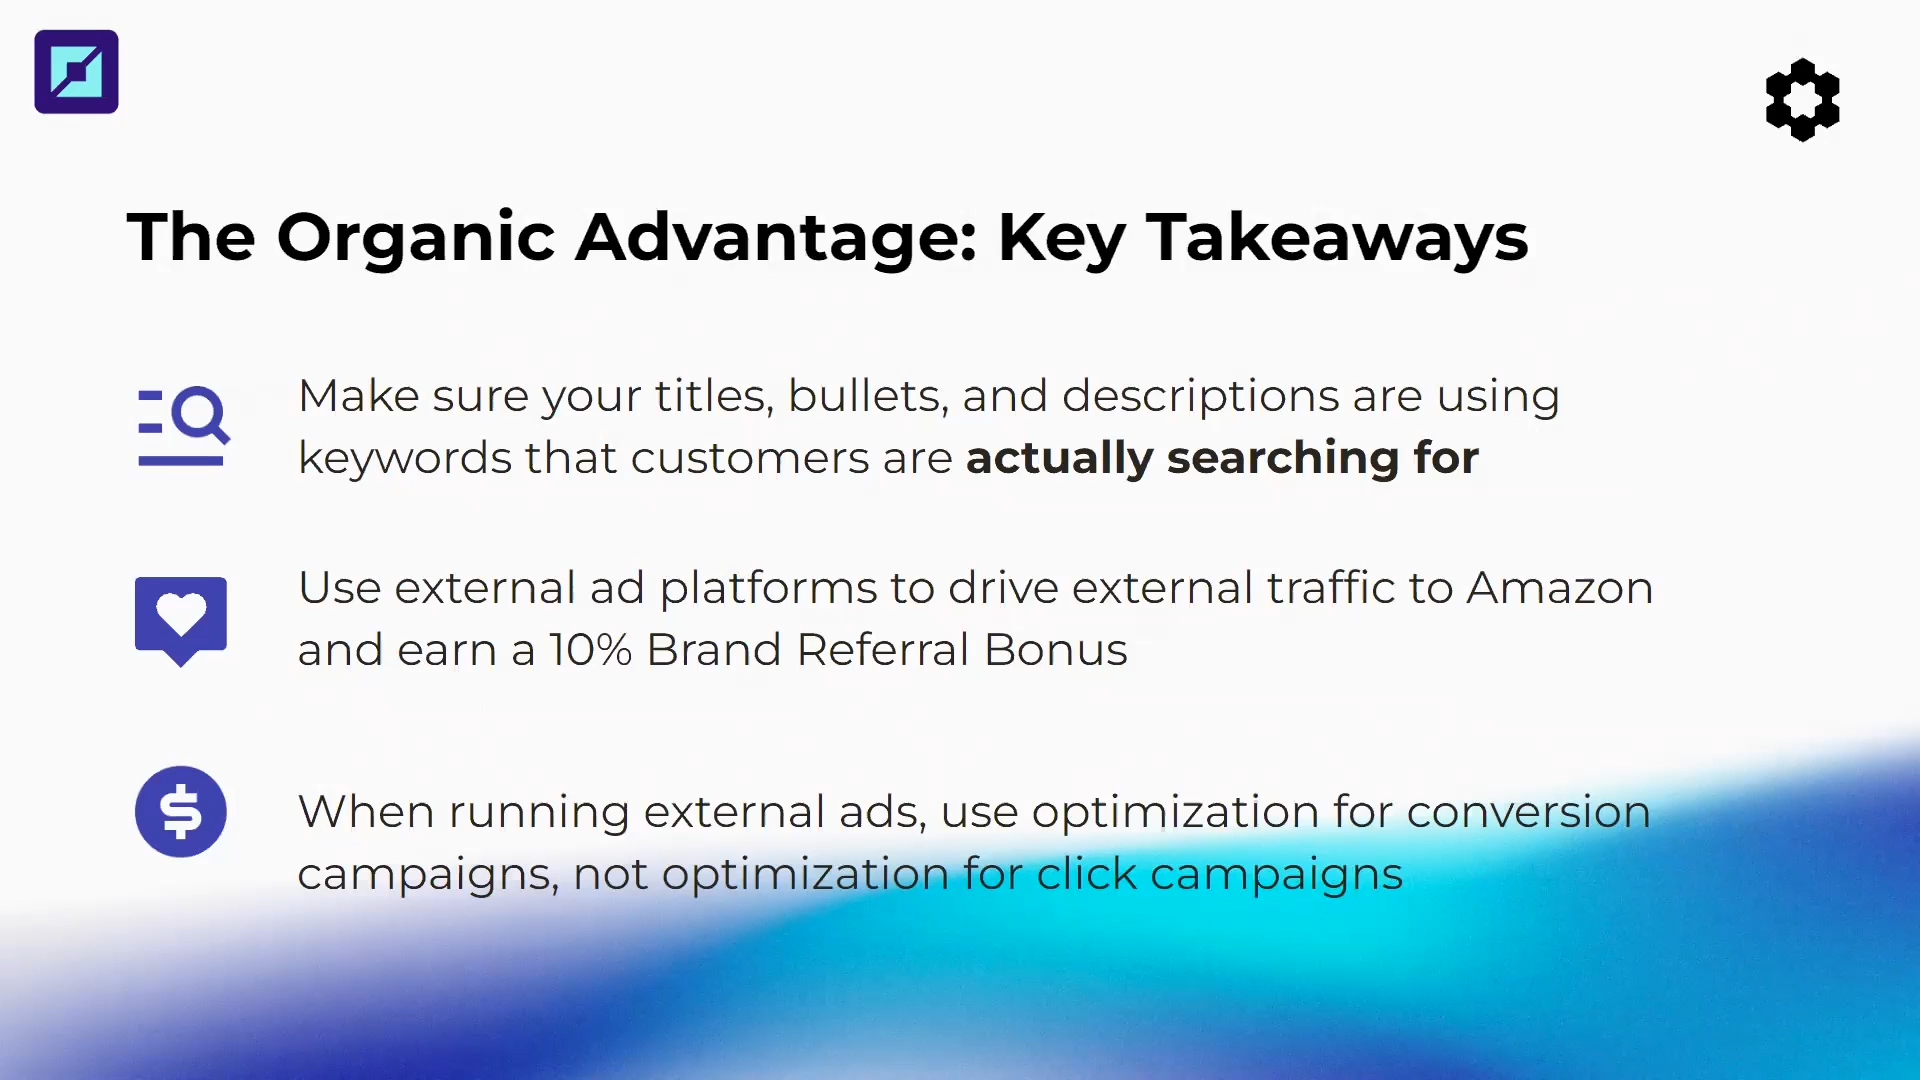 The Organic Advantage: Key Takeaways
Make sure your titles, bullets, and descriptions are using
keywords that customers are actually searching for
Use external ad platforms to drive external traffic to Amazon
and earn a 10% Brand Referral Bonus
When running external ads, use optimization for conversion
campaigns, not optimization for click campaigns